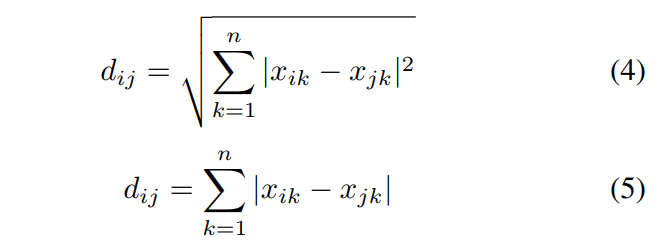 $d_{ij} = \sqrt{\sum_{k=1}^{n} |x_{ik} - x_{jk}|^2}$ (4)
$d_{ij} = \sum_{k=1}^{n} |x_{ik} - x_{jk}|$ (5)